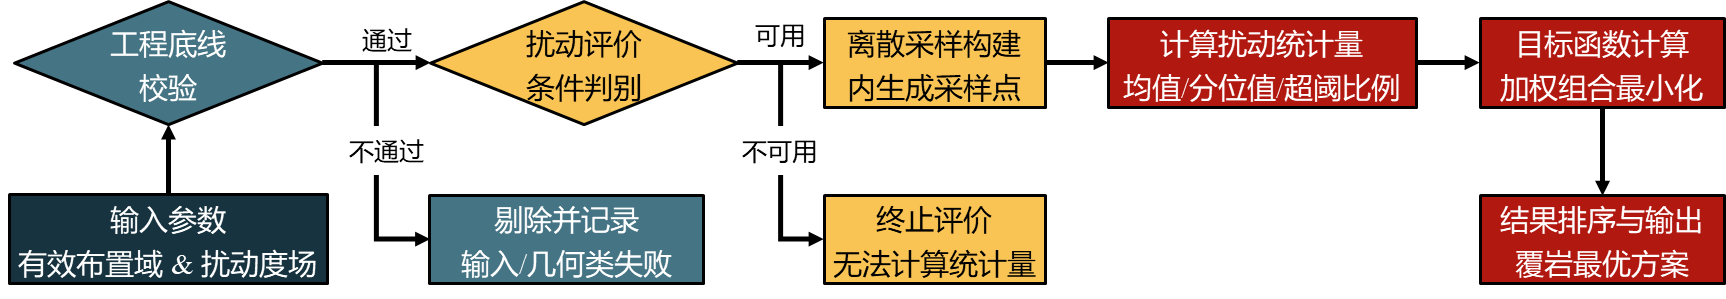 工程底线
校验
通过
扰动评价
条件判别
可用
离散采样构建
内生成采样点
计算扰动统计量
均值/分位值/超阈比例
目标函数计算
加权组合最小化
不通过
不可用
输入参数
有效布置域 & 扰动度场
剔除并记录
输入/几何类失败
终止评价
无法计算统计量
结果排序与输出
覆岩最优方案